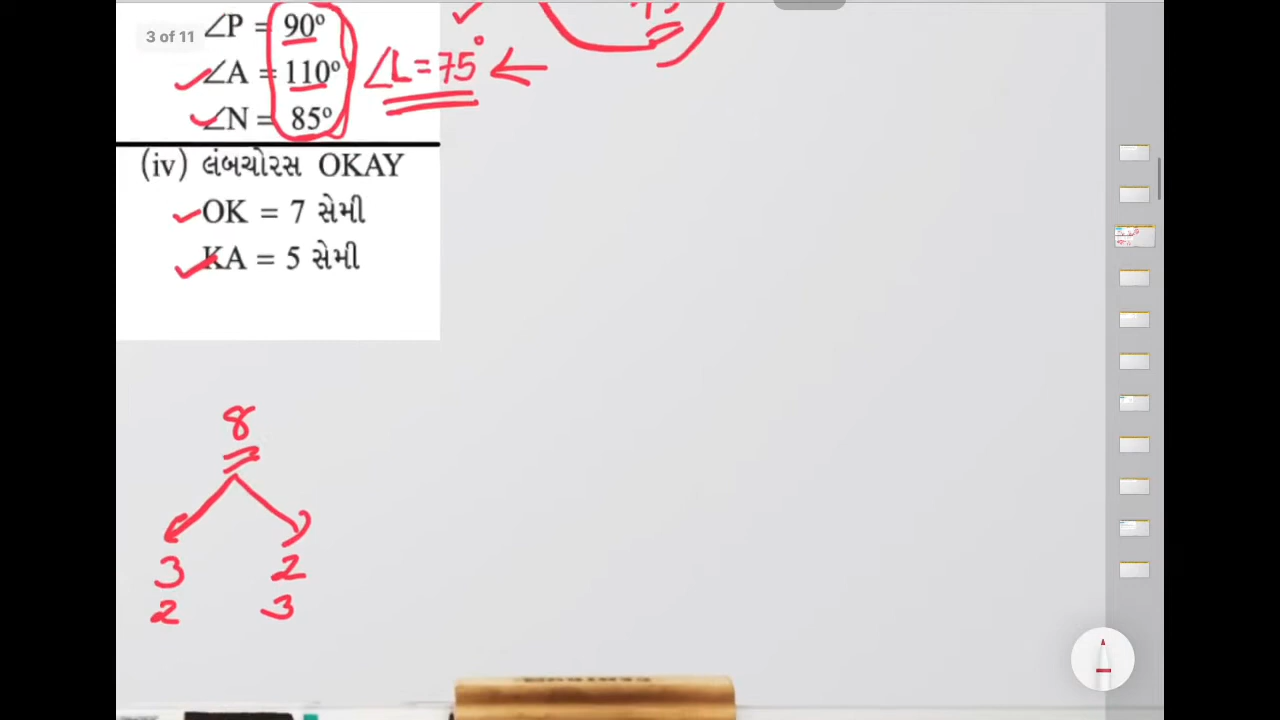 3 of 11
∠P = 90°
∠A = 110°
∠L = 75°
∠N = 85°
(iv) લંબચોરસ OKAY
OK = 7 સેમી
KA = 5 સેમી
8
3 2
2 3